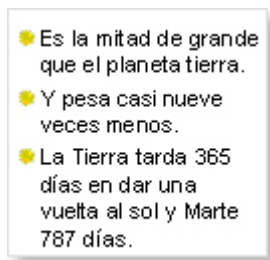 Es la mitad de grande
que el planeta tierra.
Y pesa casi nueve
veces menos.
La Tierra tarda 365
días en dar una
vuelta al sol y Marte
787 días.